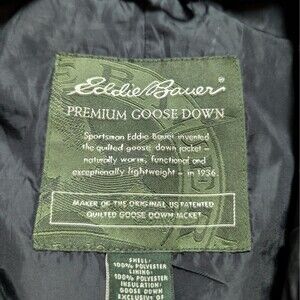 Eddie Bauer®
PREMIUM GOOSE DOWN
Sportsman Eddie Bauer invented
the quilted goose down jacket –
naturally warm, functional and
exceptionally lightweight – in 1936.
MAKER OF THE ORIGINAL US PATENTED
QUILTED GOOSE DOWN JACKET
SHELL:
100% POLYESTER
LINING:
100% POLYESTER
INSULATION:
GOOSE DOWN
EXCLUSIVE OF